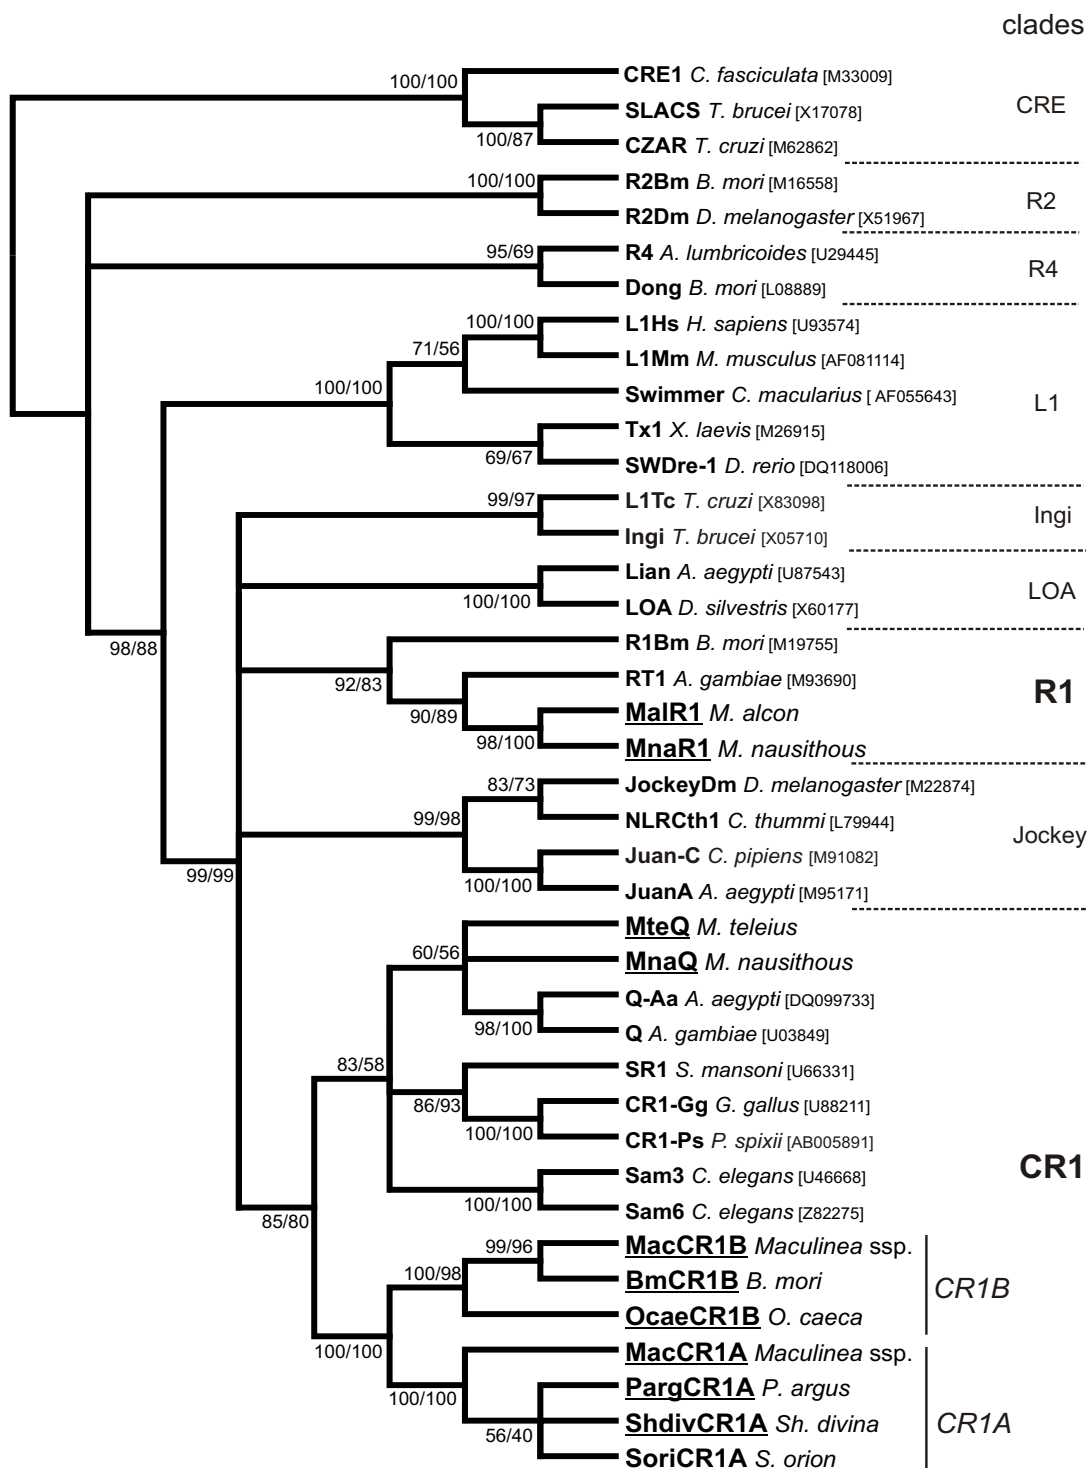 clades
100/100
CRE1 C. fasciculata [M33009]
SLACS T. brucei [X17078]
CRE
100/87
CZAR T. cruzi [M62862]
100/100
R2Bm B. mori [M16558]
R2
R2Dm D. melanogaster [X51967]
95/69
R4 A. lumbricoides [U29445]
R4
Dong B. mori [L08889]
100/100
L1Hs H. sapiens [U93574]
71/56
L1Mm M. musculus [AF081114]
100/100
Swimmer C. macularius [ AF055643]
L1
Tx1 X. laevis [M26915]
69/67
SWDre-1 D. rerio [DQ118006]
99/97
L1Tc T. cruzi [X83098]
Ingi
Ingi T. brucei [X05710]
Lian A. aegypti [U87543]
LOA
100/100
LOA D. silvestris [X60177]
98/88
R1Bm B. mori [M19755]
92/83
RT1 A. gambiae [M93690]
R1
90/89
MalR1 M. alcon
98/100
MnaR1 M. nausithous
83/73
JockeyDm D. melanogaster [M22874]
99/98
NLRCth1 C. thummi [L79944]
Jockey
Juan-C C. pipiens [M91082]
99/99
100/100
JuanA A. aegypti [M95171]
MteQ M. teleius
60/56
MnaQ M. nausithous
Q-Aa A. aegypti [DQ099733]
98/100
Q A. gambiae [U03849]
83/58
SR1 S. mansoni [U66331]
86/93
CR1-Gg G. gallus [U88211]
100/100
CR1-Ps P. spixii [AB005891]
CR1
Sam3 C. elegans [U46668]
100/100
Sam6 C. elegans [Z82275]
85/80
99/96
MacCR1B Maculinea ssp.
100/98
BmCR1B B. mori
CR1B
OcaeCR1B O. caeca
100/100
MacCR1A Maculinea ssp.
100/100
PargCR1A P. argus
ShdivCR1A Sh. divina
CR1A
56/40
SoriCR1A S. orion